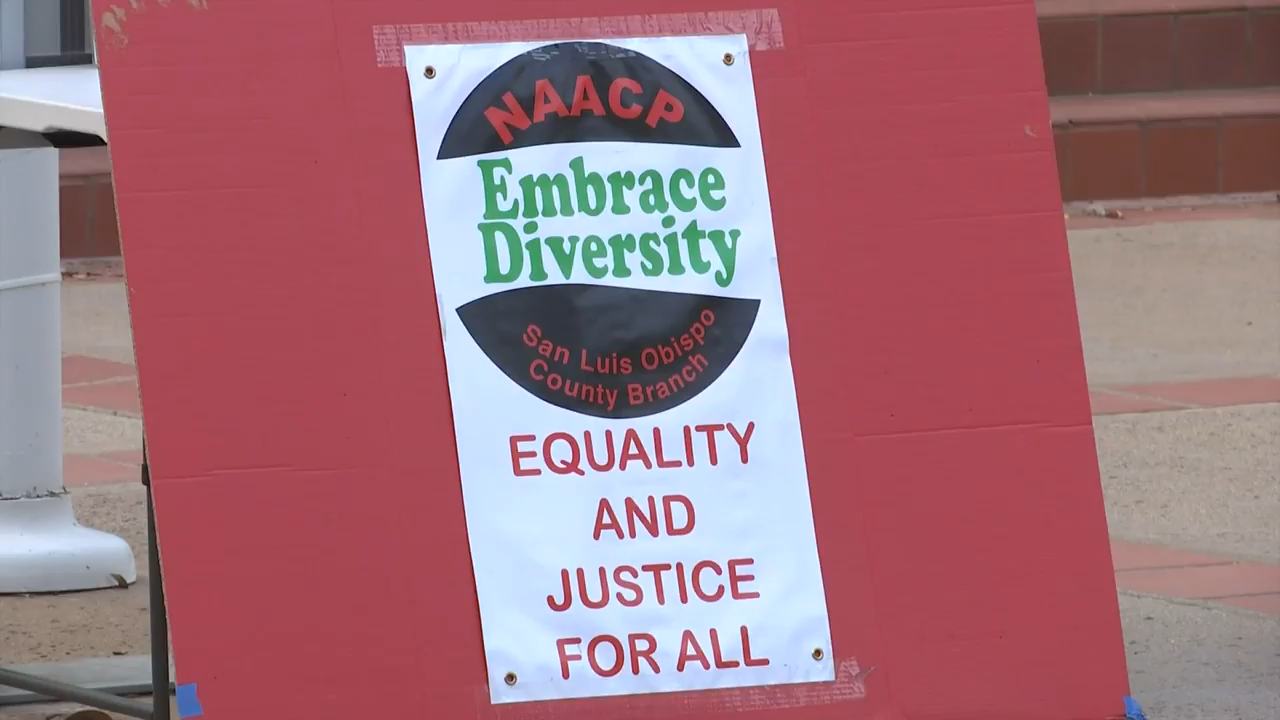 NAACP
Embrace
Diversity
San Luis Obispo
County Branch
EQUALITY
AND
JUSTICE
FOR ALL